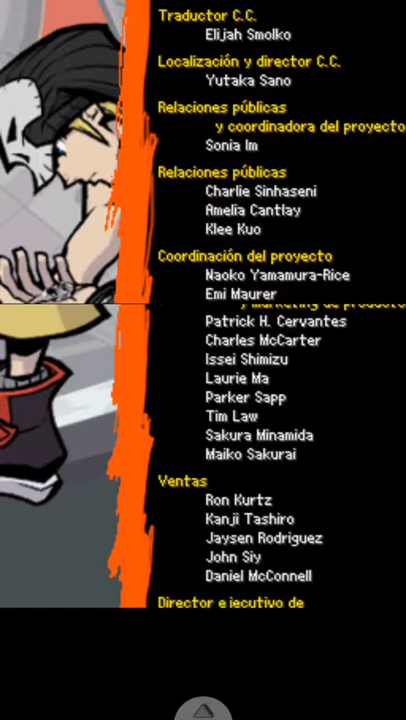 Traductor C.C.
Elijah Smolko
Localización y director C.C.
Yutaka Sano
Relaciones públicas
y coordinadora del proyecto
Sonia Im
Relaciones públicas
Charlie Sinhaseni
Amelia Cantlay
Klee Kuo
Coordinación del proyecto
Naoko Yamamura-Rice
Emi Maurer
y marketing de producto
Patrick H. Cervantes
Charles McCarter
Issei Shimizu
Laurie Ma
Parker Sapp
Tim Law
Sakura Minamida
Maiko Sakurai
Ventas
Ron Kurtz
Kanji Tashiro
Jaysen Rodriguez
John Siy
Daniel McConnell
Director ejecutivo de